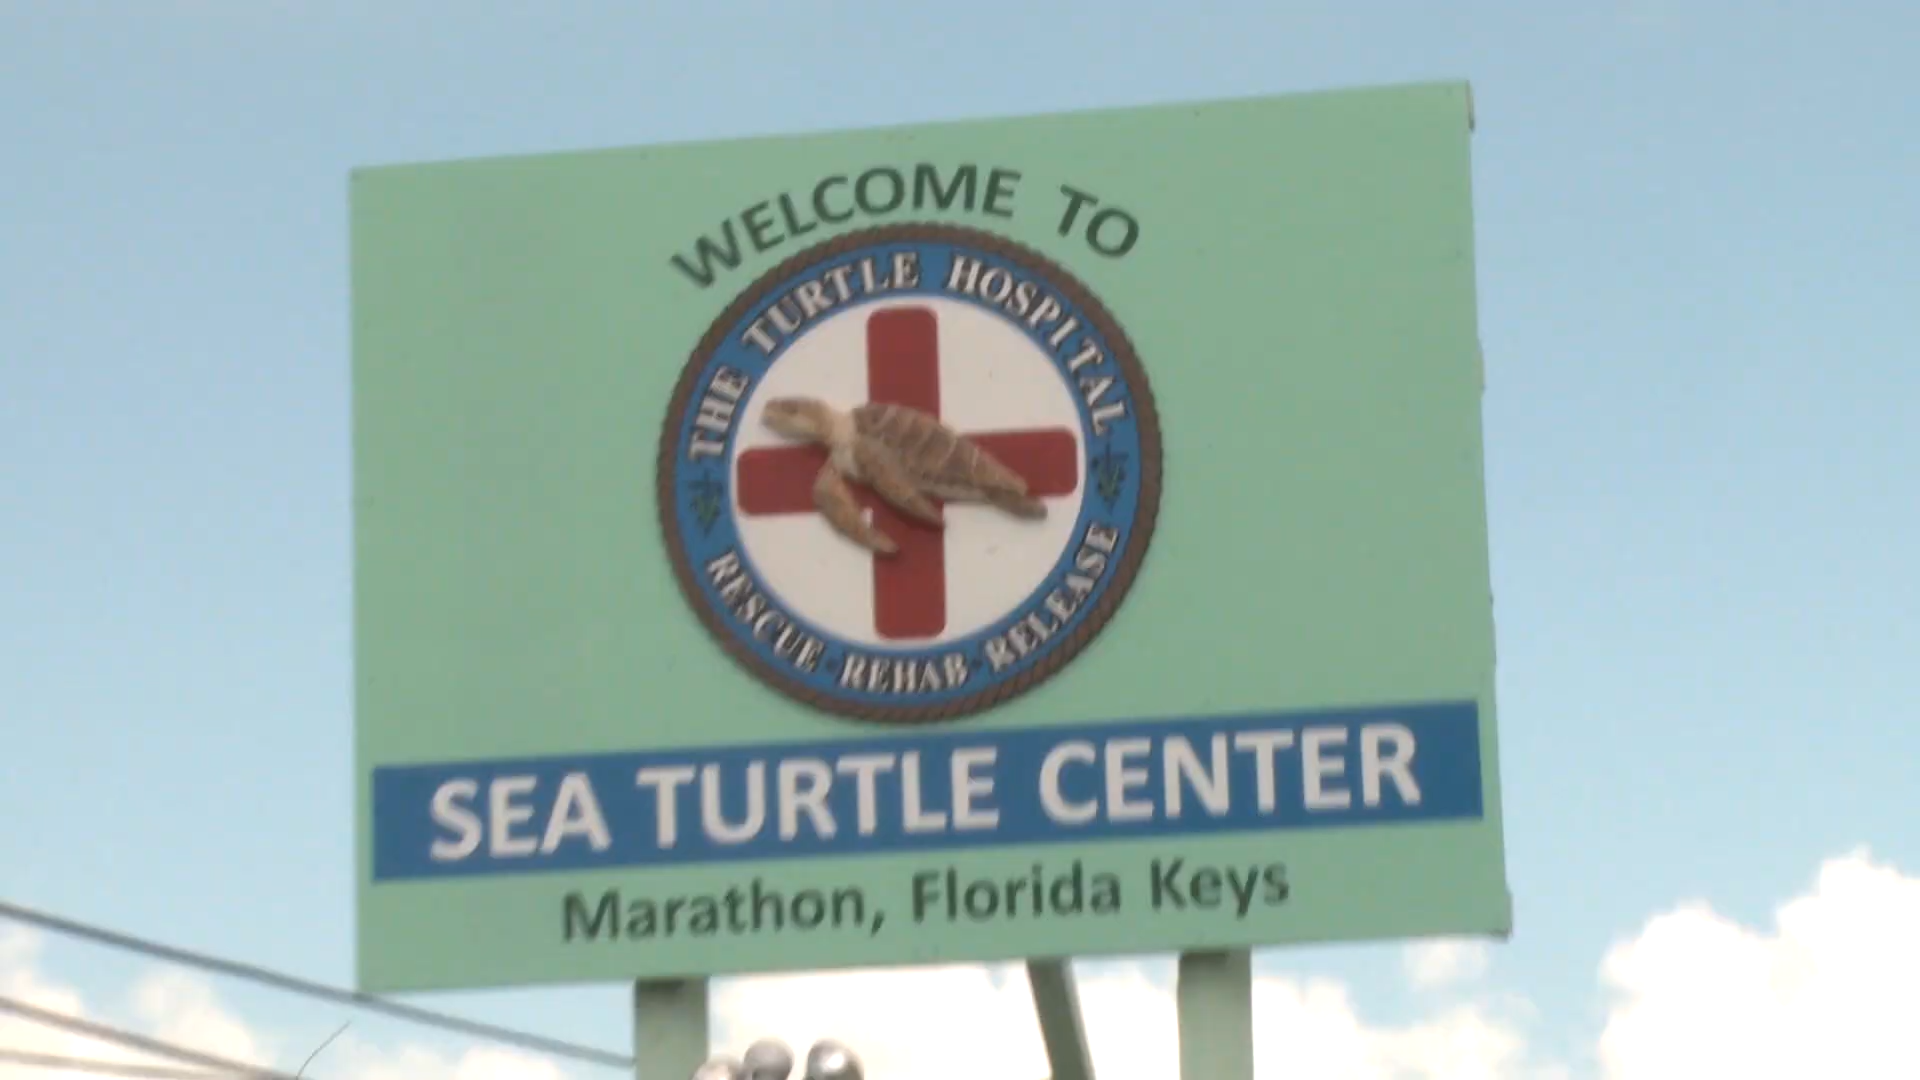 WELCOME TO
THE TURTLE HOSPITAL
RESCUE · REHAB · RELEASE
SEA TURTLE CENTER
Marathon, Florida Keys